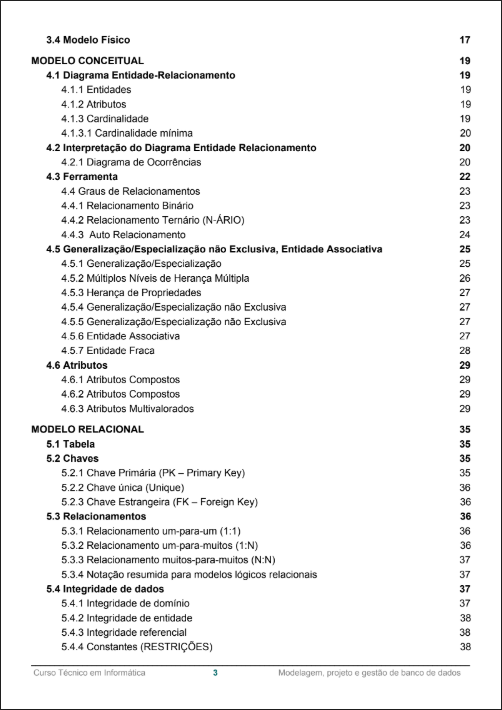 3.4 Modelo Físico 17
MODELO CONCEITUAL 19
4.1 Diagrama Entidade-Relacionamento 19
4.1.1 Entidades 19
4.1.2 Atributos 19
4.1.3 Cardinalidade 19
4.1.3.1 Cardinalidade mínima 20
4.2 Interpretação do Diagrama Entidade Relacionamento 20
4.2.1 Diagrama de Ocorrências 20
4.3 Ferramenta 22
4.4 Graus de Relacionamentos 23
4.4.1 Relacionamento Binário 23
4.4.2 Relacionamento Ternário (N-ÁRIO) 23
4.4.3 Auto Relacionamento 24
4.5 Generalização/Especialização não Exclusiva, Entidade Associativa 25
4.5.1 Generalização/Especialização 25
4.5.2 Múltiplos Níveis de Herança Múltipla 26
4.5.3 Herança de Propriedades 27
4.5.4 Generalização/Especialização não Exclusiva 27
4.5.5 Generalização/Especialização não Exclusiva 27
4.5.6 Entidade Associativa 27
4.5.7 Entidade Fraca 28
4.6 Atributos 29
4.6.1 Atributos Compostos 29
4.6.2 Atributos Compostos 29
4.6.3 Atributos Multivalorados 29
MODELO RELACIONAL 35
5.1 Tabela 35
5.2 Chaves 35
5.2.1 Chave Primária (PK – Primary Key) 35
5.2.2 Chave única (Unique) 36
5.2.3 Chave Estrangeira (FK – Foreign Key) 36
5.3 Relacionamentos 36
5.3.1 Relacionamento um-para-um (1:1) 36
5.3.2 Relacionamento um-para-muitos (1:N) 36
5.3.3 Relacionamento muitos-para-muitos (N:N) 37
5.3.4 Notação resumida para modelos lógicos relacionais 37
5.4 Integridade de dados 37
5.4.1 Integridade de domínio 37
5.4.2 Integridade de entidade 38
5.4.3 Integridade referencial 38
5.4.4 Constantes (RESTRIÇÕES) 38
Curso Técnico em Informática 3 Modelagem, projeto e gestão de banco de dados